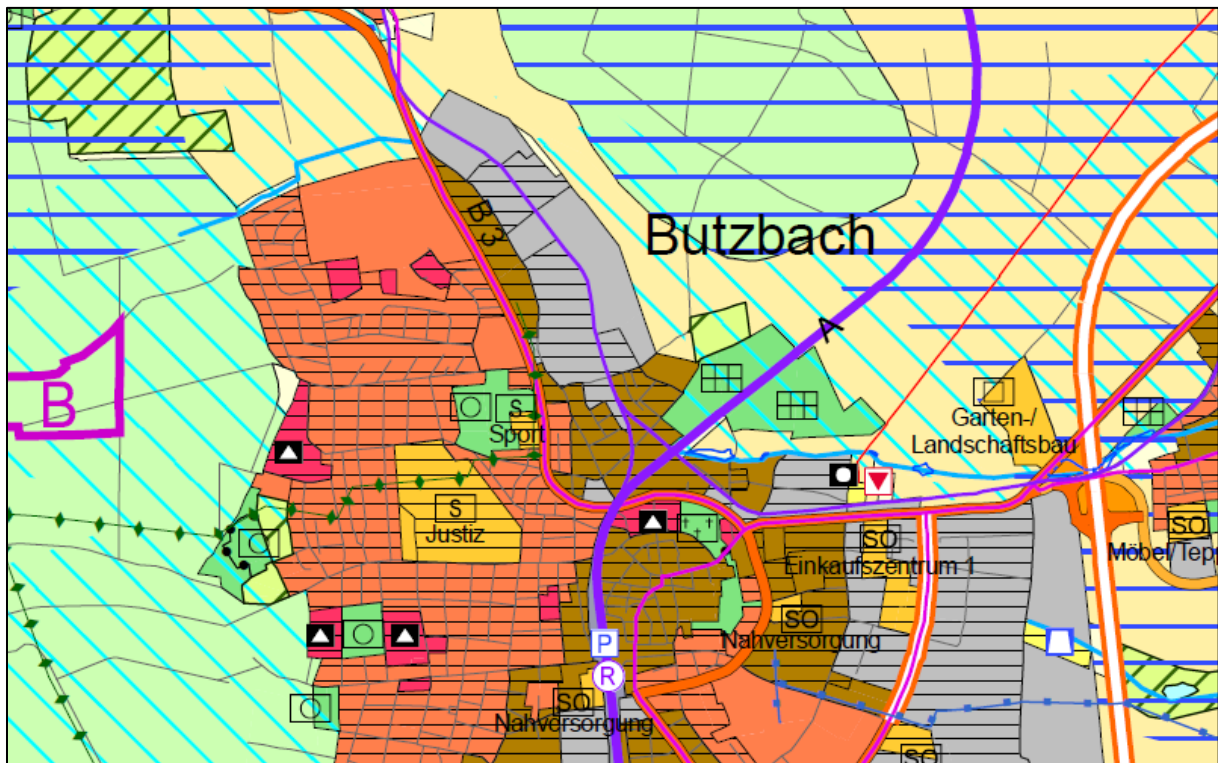 B 3
Butzbach
A
B
S
Sport
Garten-/
Landschaftsbau
S
Justiz
SO
Einkaufszentrum 1
SO
Möbel/Tepp
SO
Nahversorgung
P
R
SO
Nahversorgung
SO